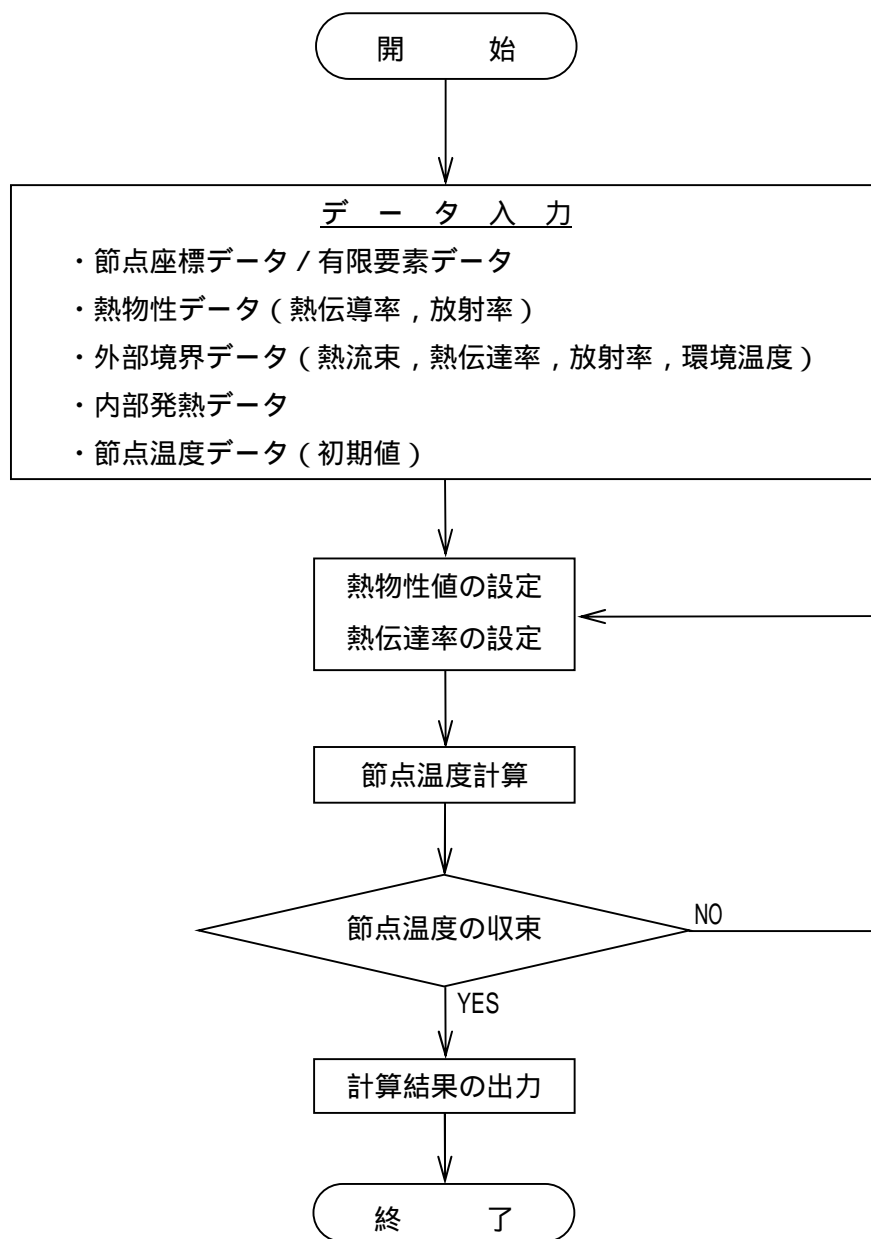 開 始
デ ー タ 入 力
・節点座標データ / 有限要素データ
・熱物性データ ( 熱伝導率 , 放射率 )
・外部境界データ ( 熱流束 , 熱伝達率 , 放射率 , 環境温度 )
・内部発熱データ
・節点温度データ ( 初期値 )
熱物性値の設定
熱伝達率の設定
節点温度計算
節点温度の収束
NO
YES
計算結果の出力
終 了